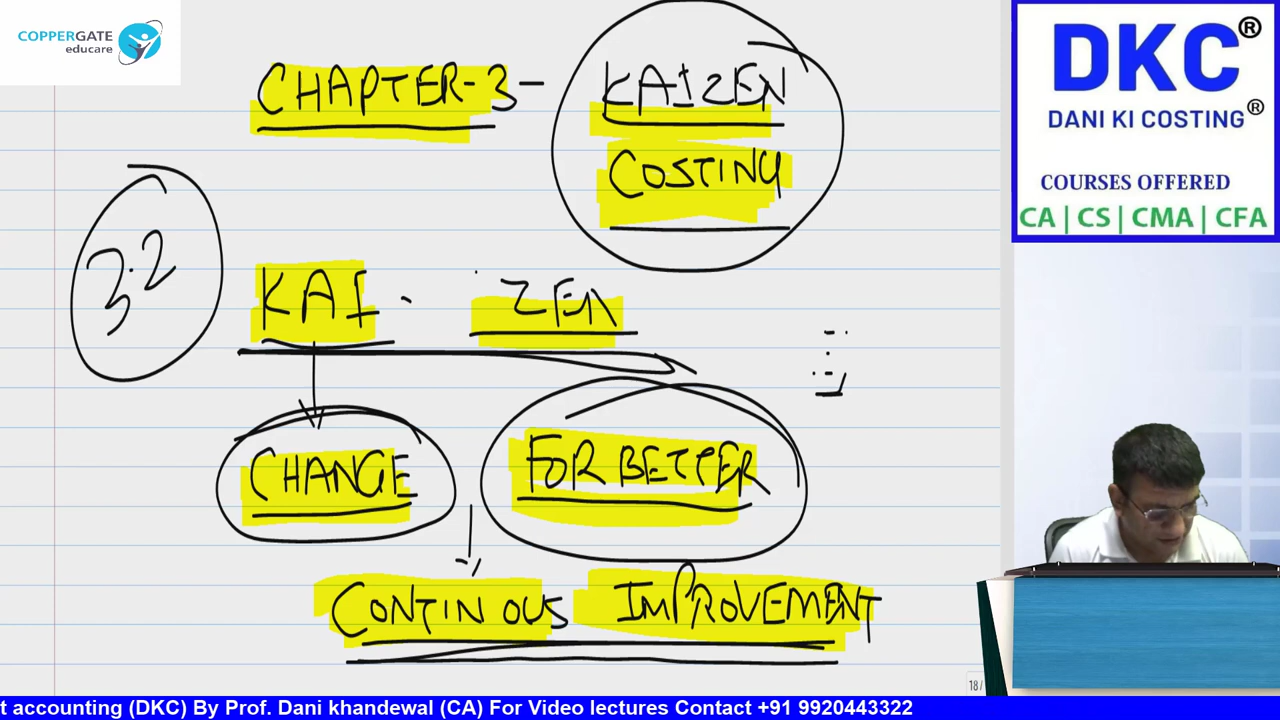 COPPERGATE
educare
CHAPTER-3-
KAIZEN
COSTING
3.2
KAI
ZEN
CHANGE
FOR BETTER
CONTINOUS IMPROVEMENT
18/
DKC®
DANI KI COSTING®
COURSES OFFERED
CA | CS | CMA | CFA
t accounting (DKC) By Prof. Dani khandewal (CA) For Video lectures Contact +91 9920443322